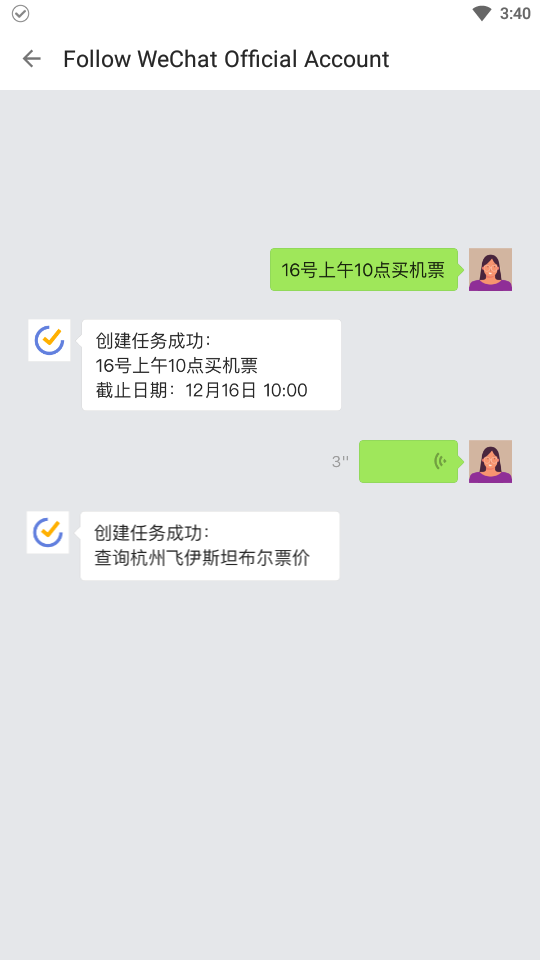 3:40
Follow WeChat Official Account
16号上午10点买机票
创建任务成功：
16号上午10点买机票
截止日期：12月16日 10:00
3''
创建任务成功：
查询杭州飞伊斯坦布尔票价